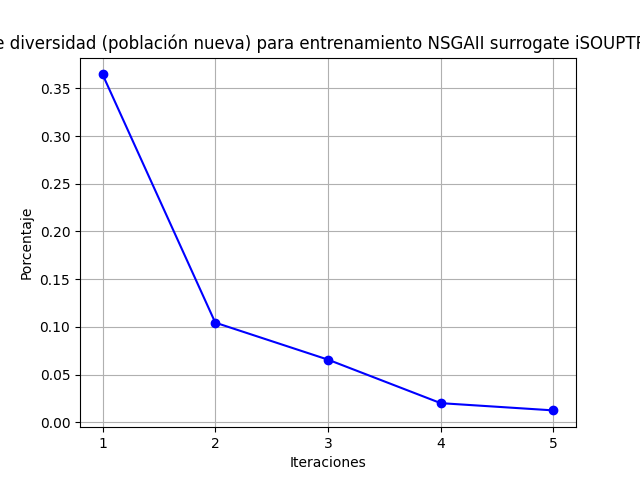 e diversidad (población nueva) para entrenamiento NSGAII surrogate iSOUPT
0.35
0.30
0.25
0.20
0.15
0.10
0.05
0.00
Porcentaje
1 2 3 4 5
Iteraciones